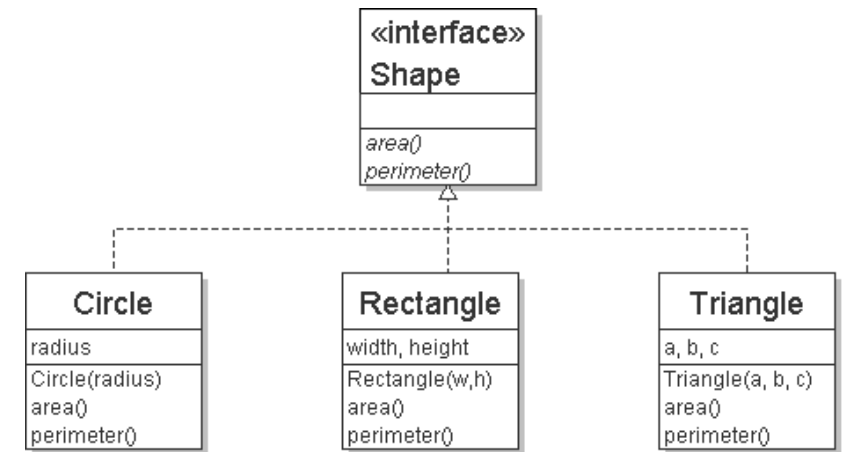 «interface»
Shape
area()
perimeter()
Circle
radius
Circle(radius)
area()
perimeter()
Rectangle
width, height
Rectangle(w,h)
area()
perimeter()
Triangle
a, b, c
Triangle(a, b, c)
area()
perimeter()